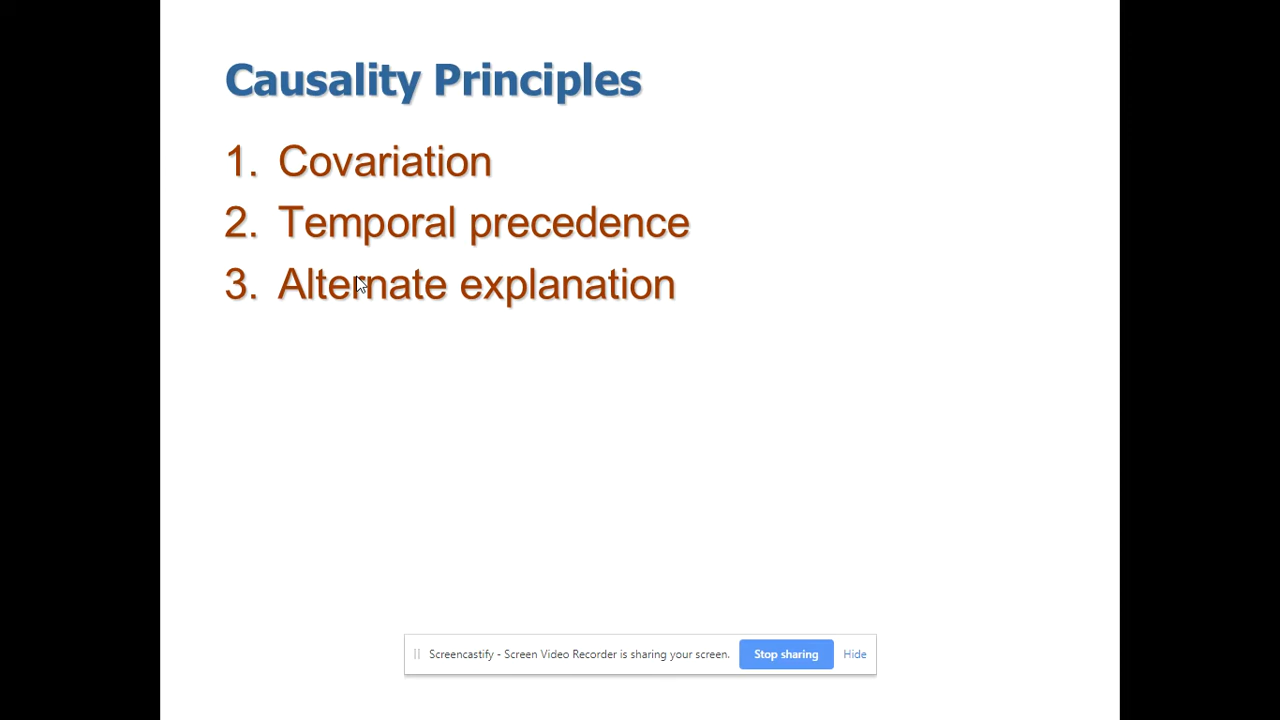 Causality Principles
1. Covariation
2. Temporal precedence
3. Alternate explanation
Screencastify - Screen Video Recorder is sharing your screen. Stop sharing Hide